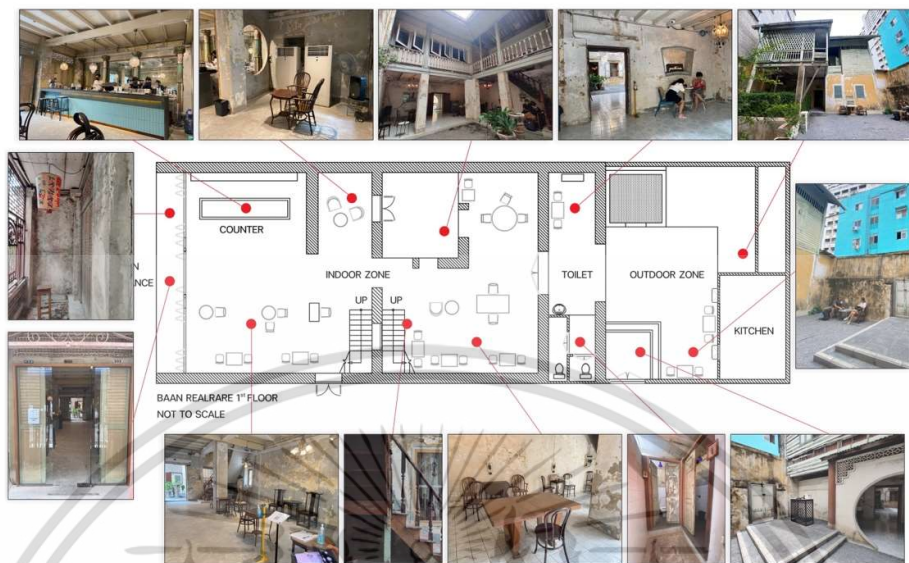 COUNTER
INDOOR ZONE
TOILET
OUTDOOR ZONE
UP
UP
KITCHEN
BAAN REALRARE 1ˢᵗ FLOOR
NOT TO SCALE